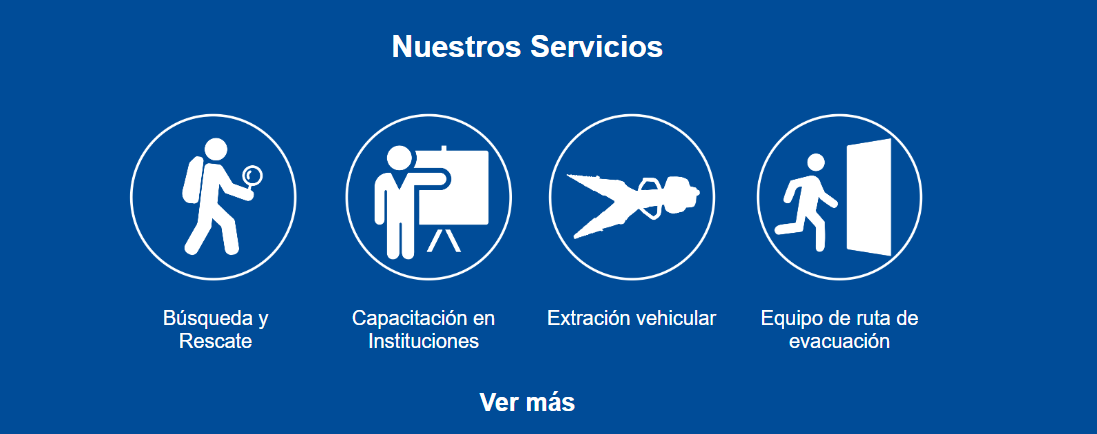 Nuestros Servicios
Búsqueda y
Rescate
Capacitación en
Instituciones
Extración vehicular
Equipo de ruta de
evacuación
Ver más